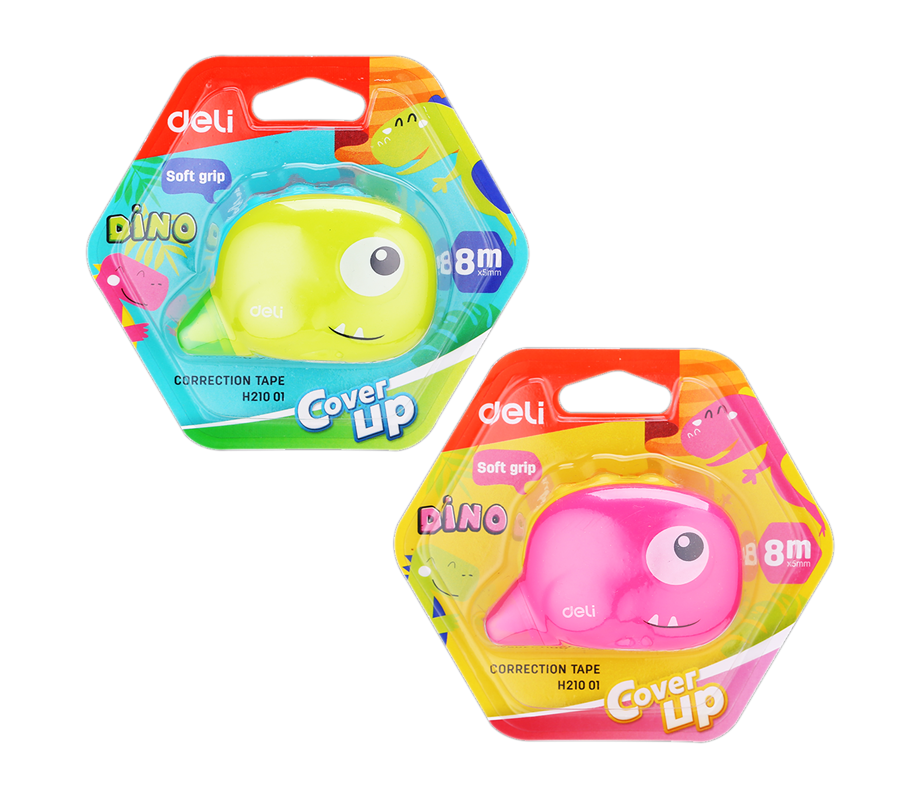 deli
Soft grip
DINO
8m
x5mm
deli
CORRECTION TAPE
H210 01
Cover
up
deli
Soft grip
DINO
8m
x5mm
deli
CORRECTION TAPE
H210 01
Cover
up